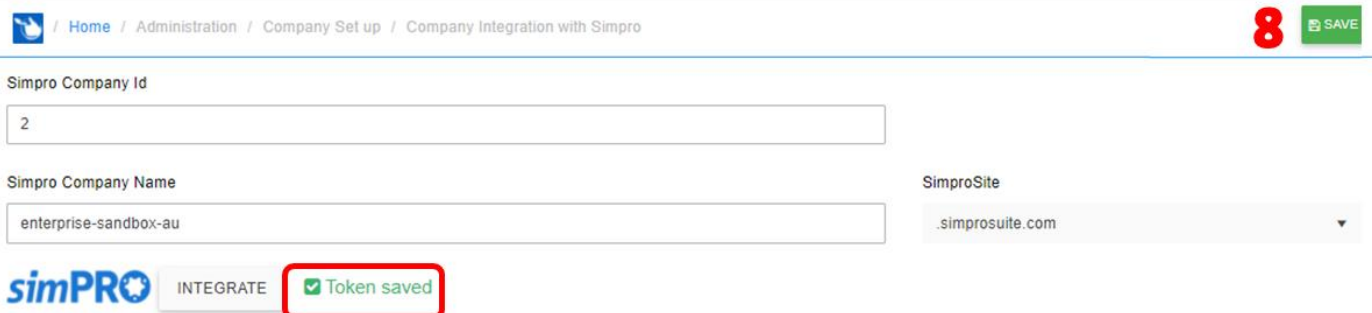 / Home / Administration / Company Set up / Company Integration with Simpro
8 SAVE
Simpro Company Id
2
Simpro Company Name
SimproSite
enterprise-sandbox-au
.simprosuite.com
simPRO INTEGRATE Token saved